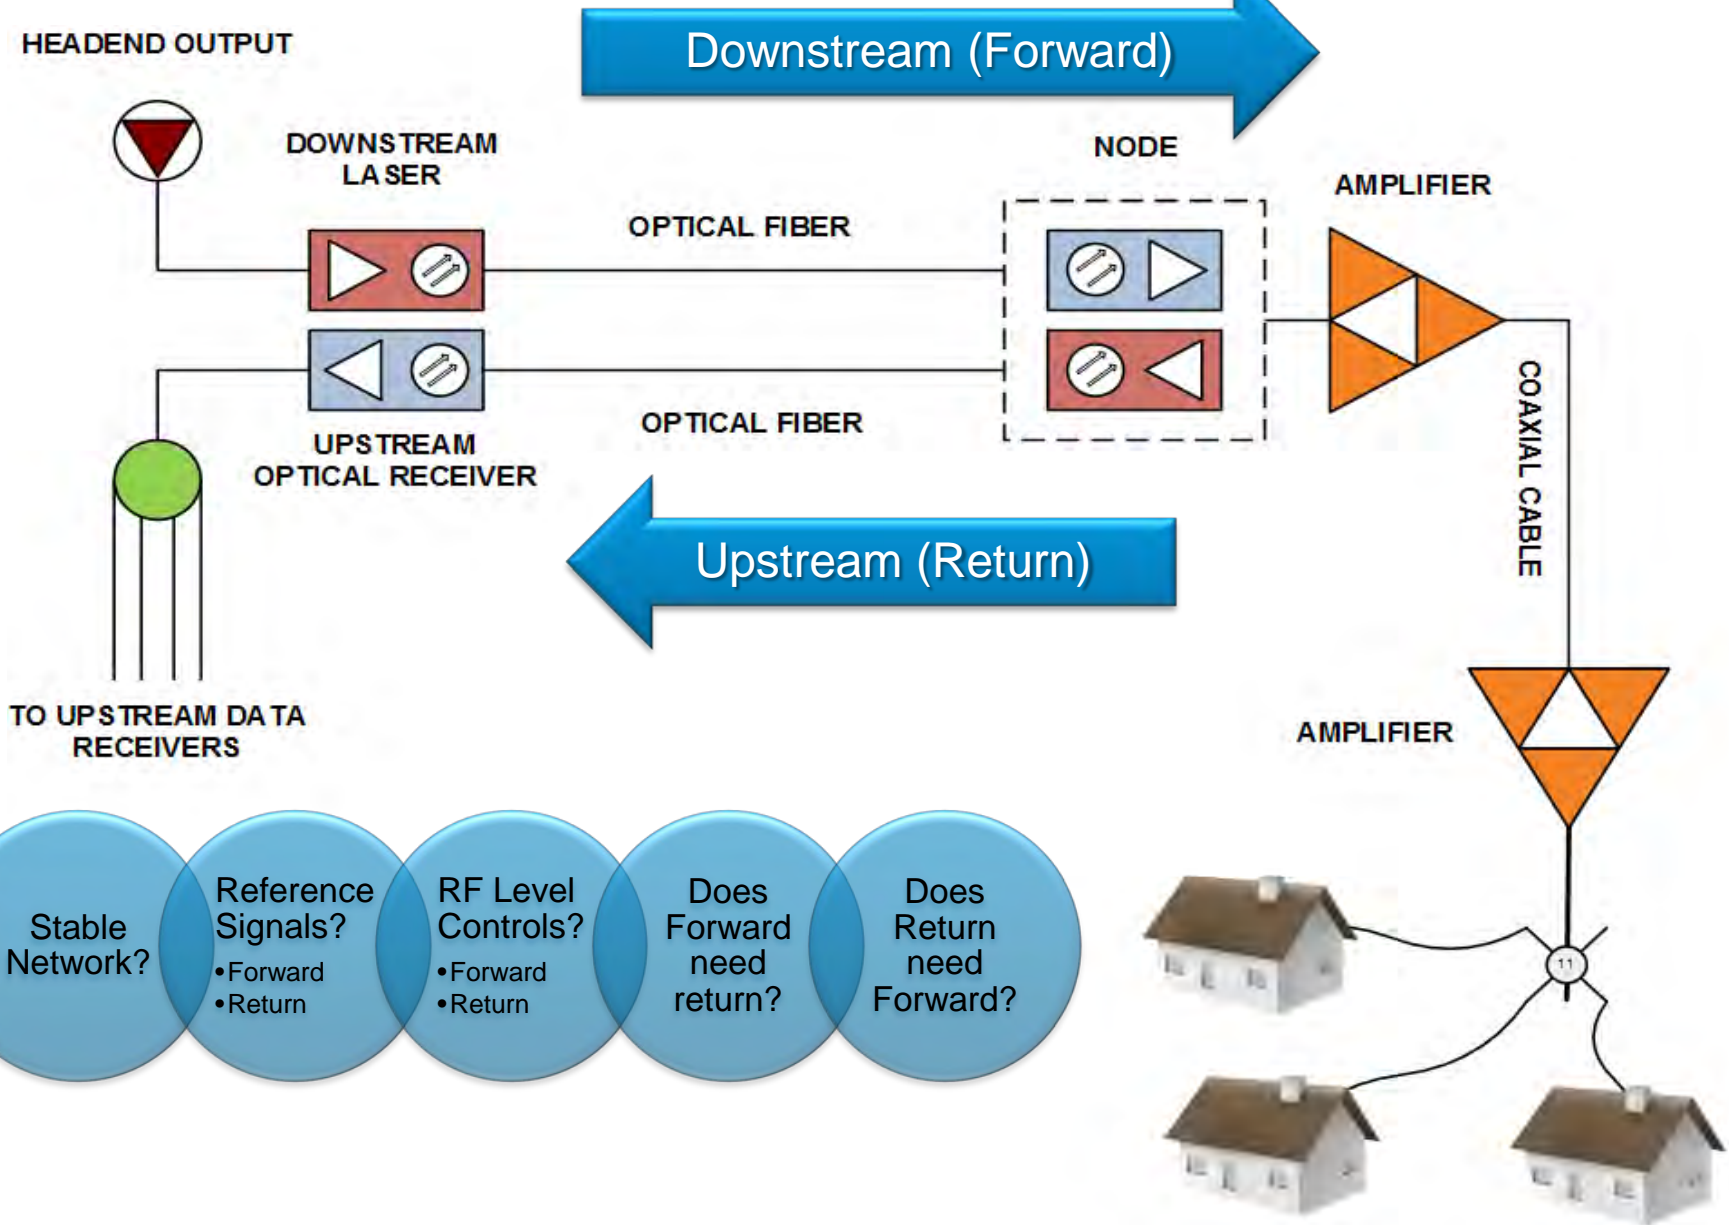 Downstream (Forward)
HEADEND OUTPUT
DOWNSTREAM
LASER
NODE
AMPLIFIER
OPTICAL FIBER
OPTICAL FIBER
UPSTREAM
OPTICAL RECEIVER
COAXIAL CABLE
Upstream (Return)
TO UPSTREAM DATA
RECEIVERS
AMPLIFIER
Stable
Network?
Reference
Signals?
•Forward
•Return
RF Level
Controls?
•Forward
•Return
Does
Forward
need
return?
Does
Return
need
Forward?
11